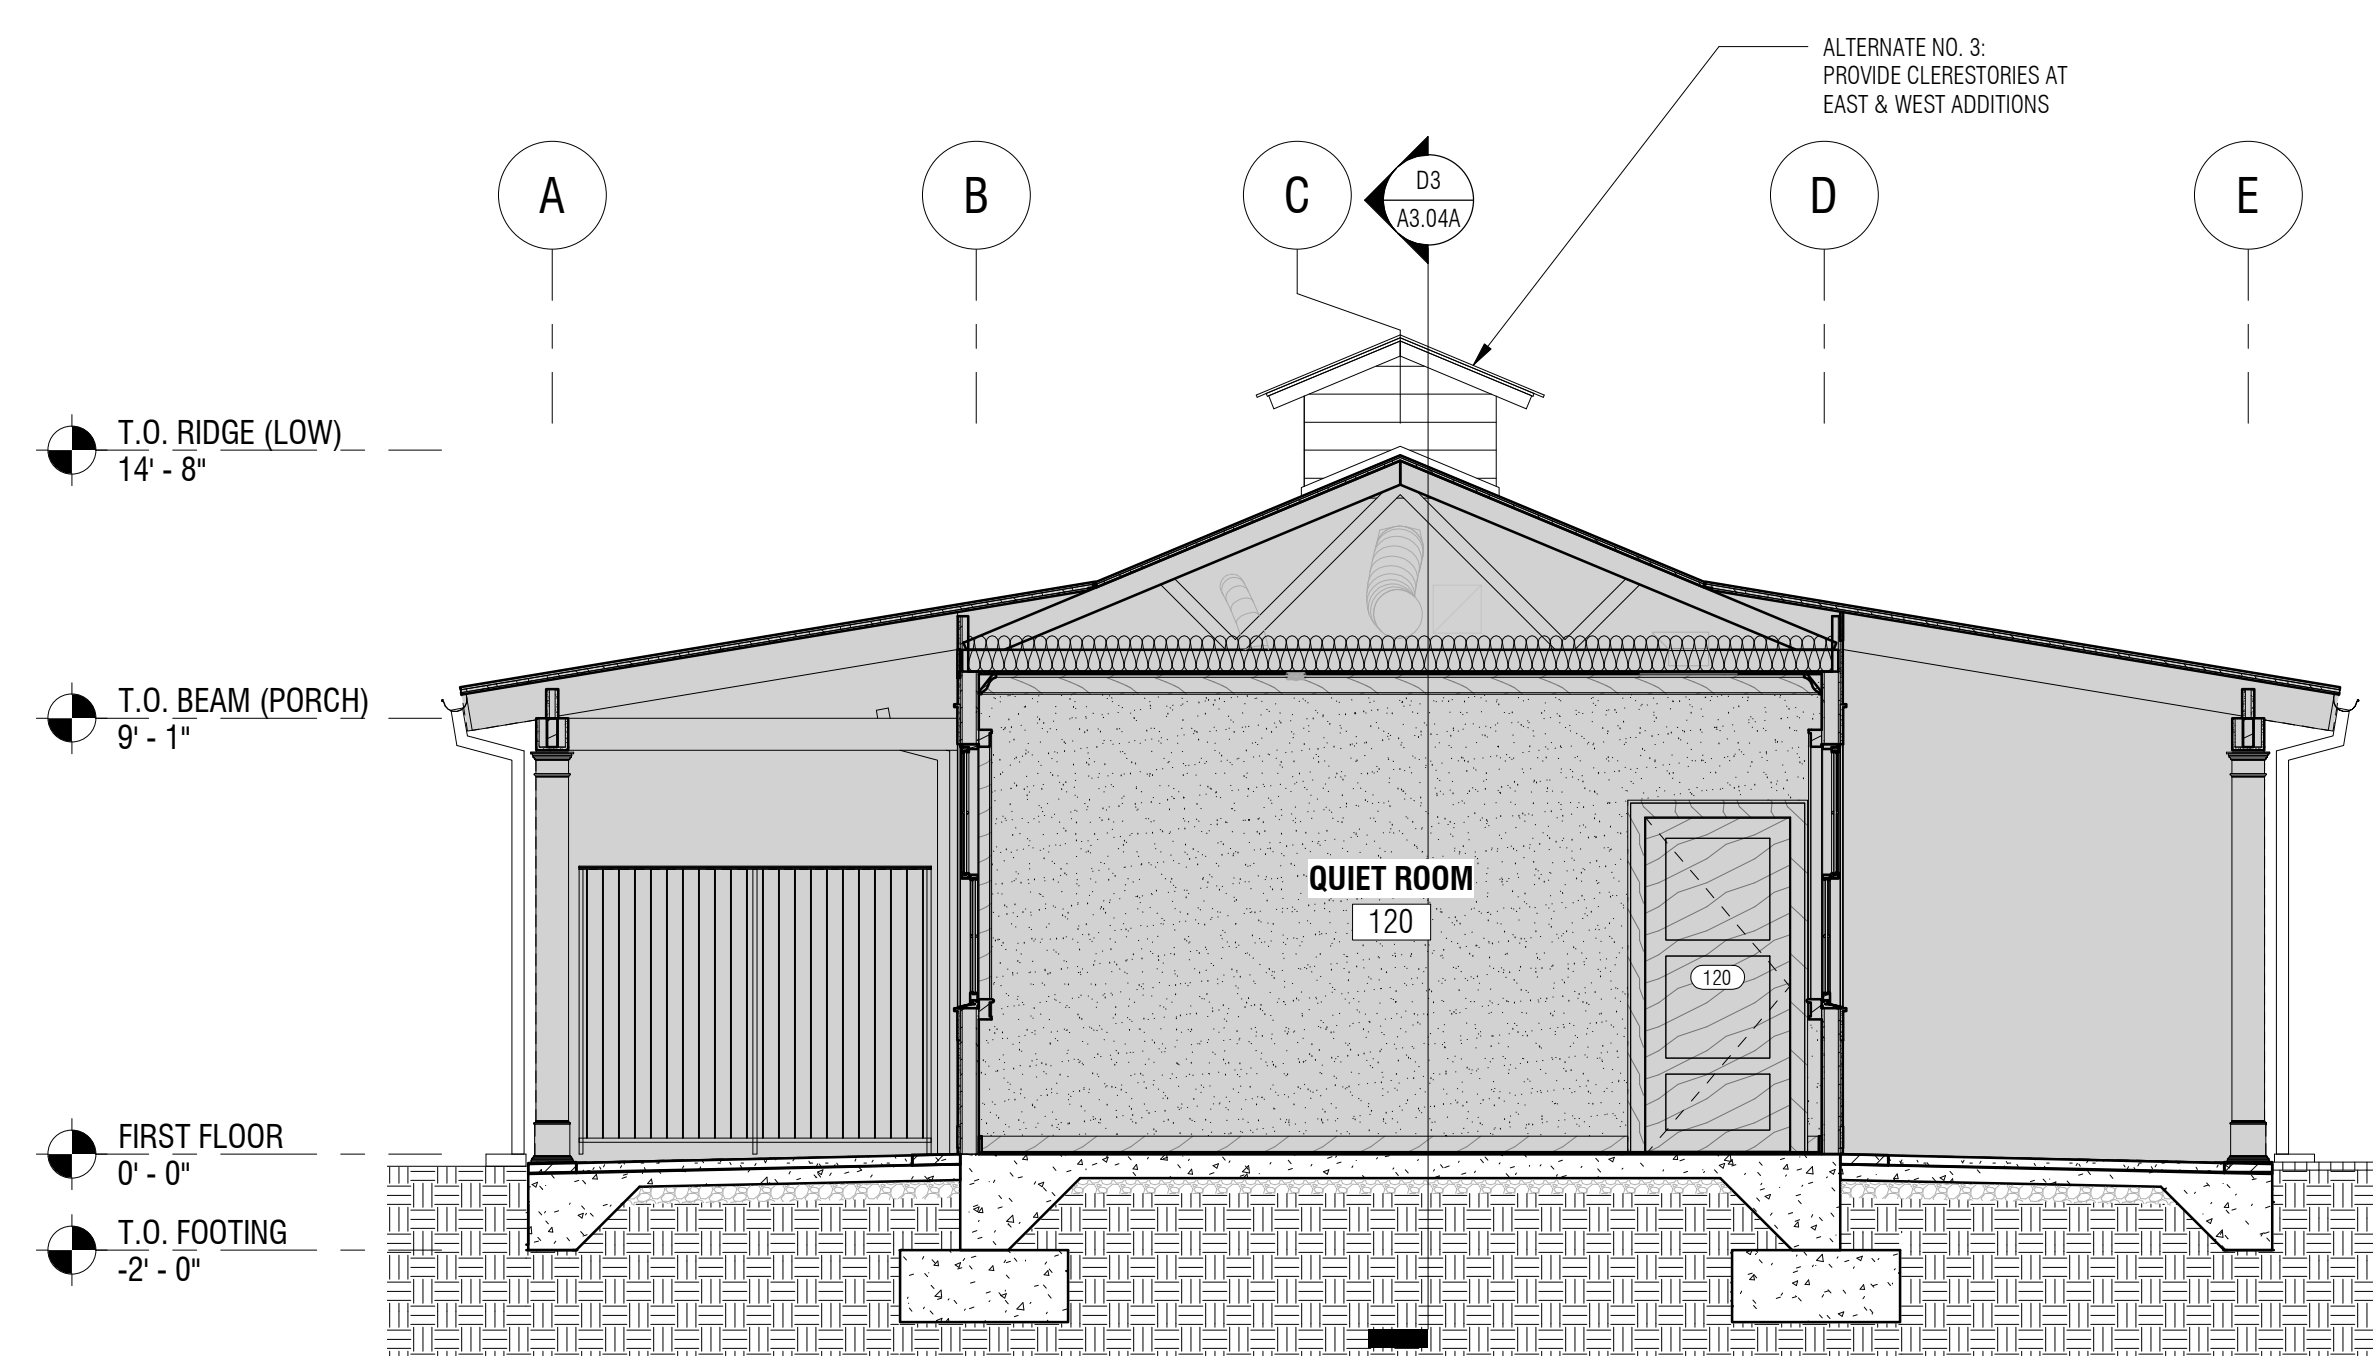 ALTERNATE NO. 3:
PROVIDE CLERESTORIES AT
EAST & WEST ADDITIONS
A
B
C
D3
A3.04A
D
E
T.O. RIDGE (LOW)
14' - 8"
T.O. BEAM (PORCH)
9' - 1"
QUIET ROOM
120
120
FIRST FLOOR
0' - 0"
T.O. FOOTING
-2' - 0"